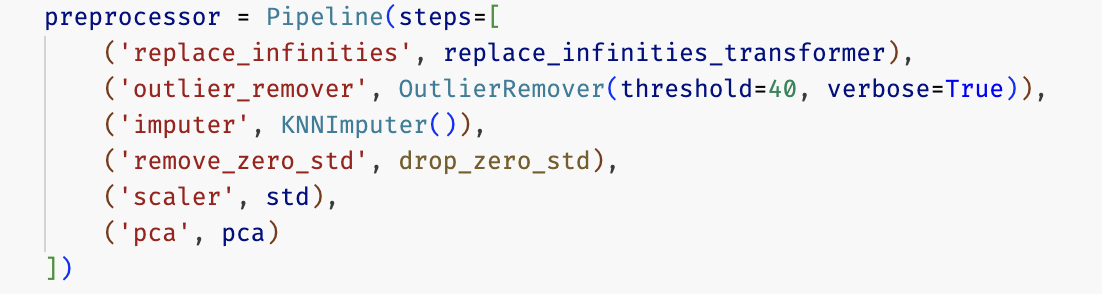 preprocessor = Pipeline(steps=[
    ('replace_infinities', replace_infinities_transformer),
    ('outlier_remover', OutlierRemover(threshold=40, verbose=True)),
    ('imputer', KNNImputer()),
    ('remove_zero_std', drop_zero_std),
    ('scaler', std),
    ('pca', pca)
])